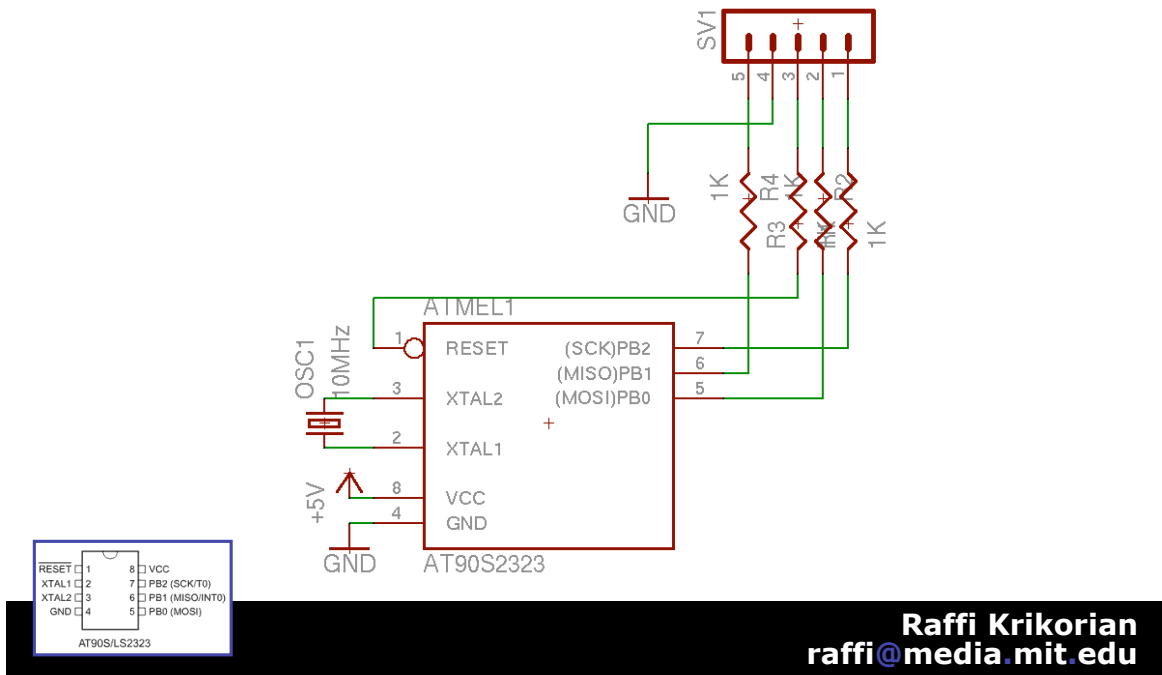 SV1
5 4 3 2 1
GND
1K R4 1K R2
R3 1K
ATMEL1
OSC1
10MHz
1 RESET (SCK)PB2 7
(MISO)PB1 6
3 XTAL2 (MOSI)PB0 5
2 XTAL1
+5V
8 VCC
4 GND
GND
AT90S2323
RESET 1 8 VCC
XTAL1 2 7 PB2 (SCK/T0)
XTAL2 3 6 PB1 (MISO/INT0)
GND 4 5 PB0 (MOSI)
AT90S/LS2323
Raffi Krikorian
raffi@media.mit.edu